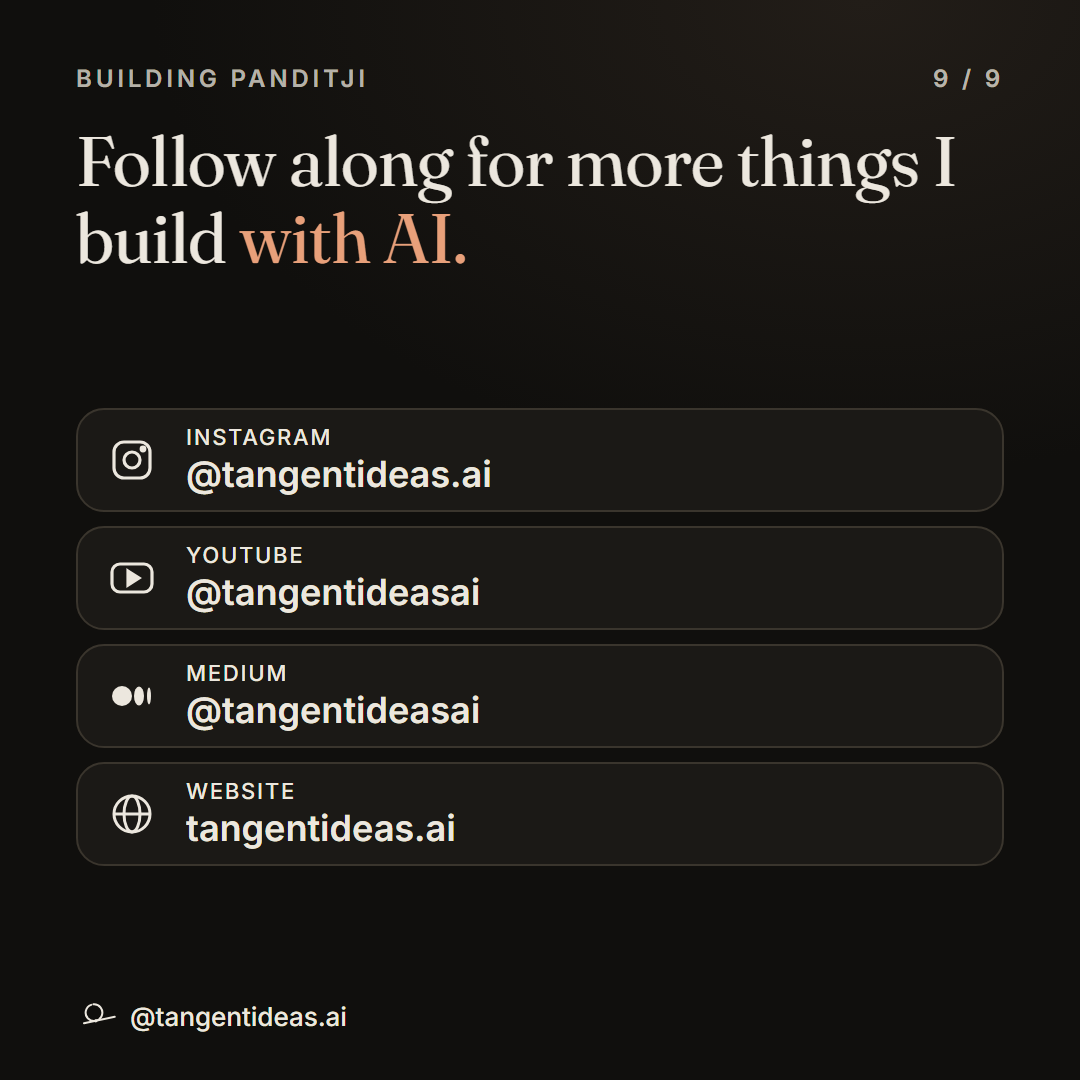 BUILDING PANDITJI
9 / 9
Follow along for more things I
build with AI.
INSTAGRAM
@tangentideas.ai
YOUTUBE
@tangentideasai
MEDIUM
@tangentideasai
WEBSITE
tangentideas.ai
@tangentideas.ai